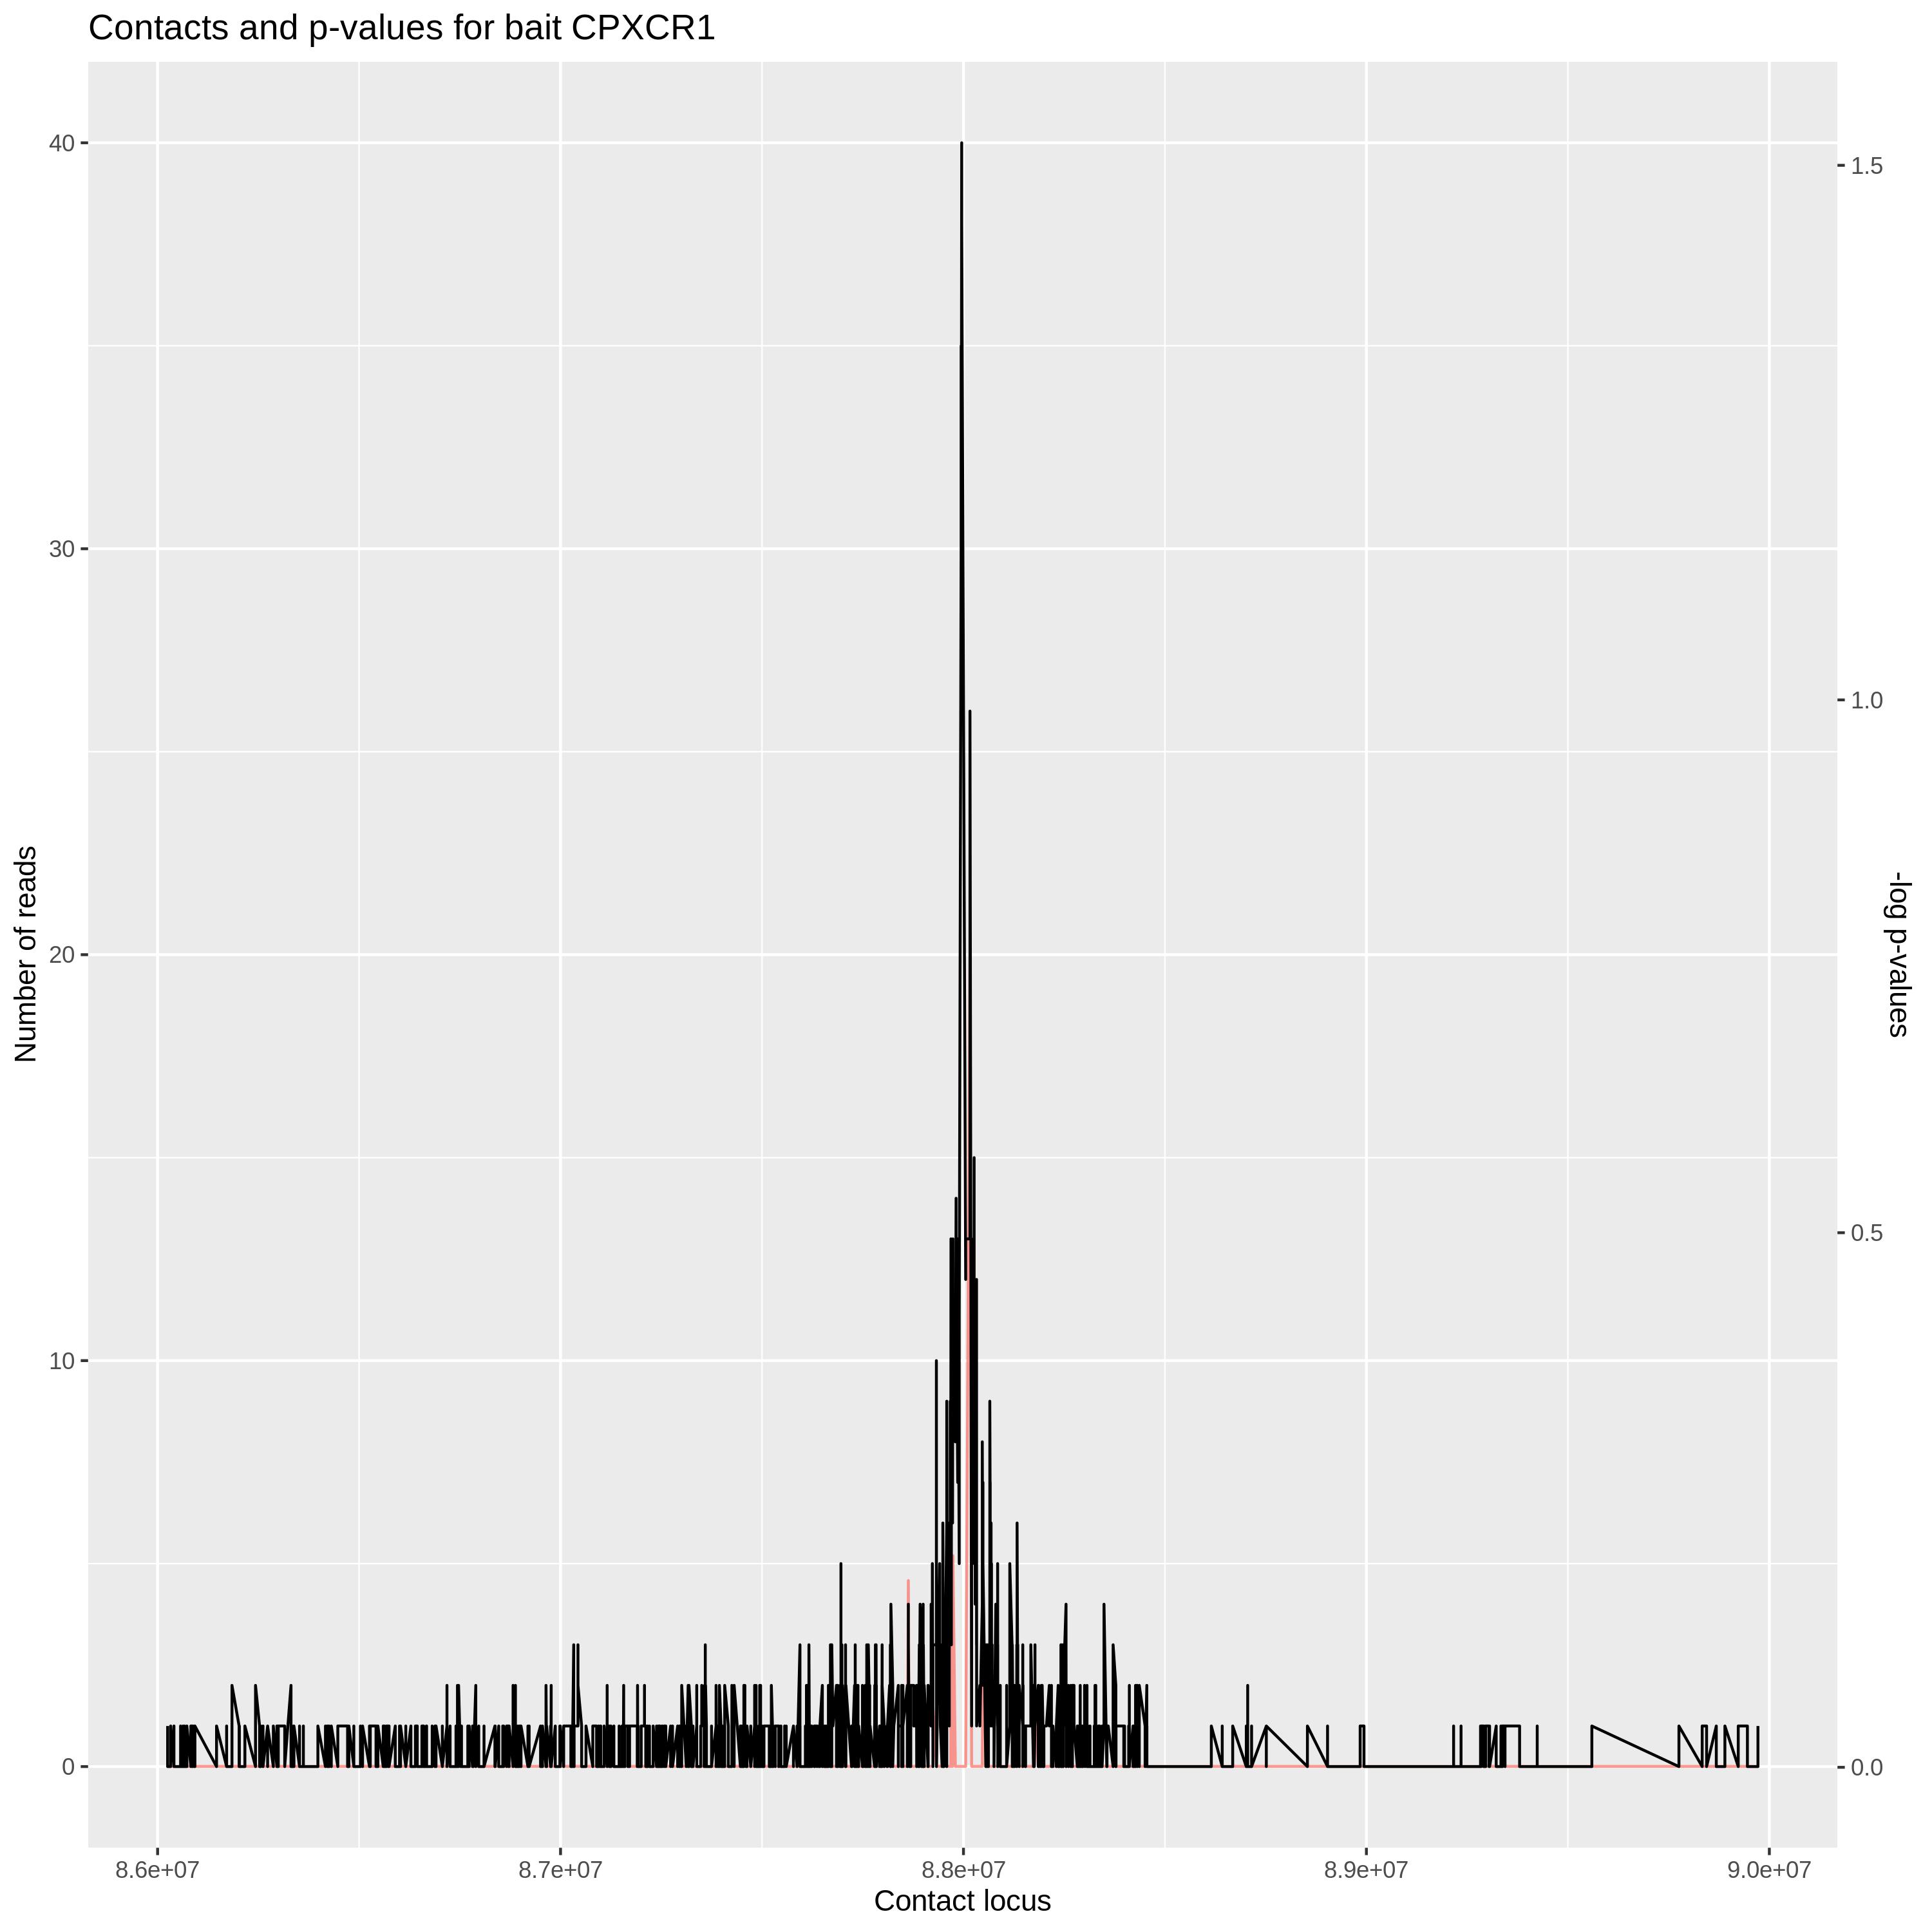 Contacts and p-values for bait CPXCR1
40
30
20
10
0
Number of reads
1.5
1.0
0.5
0.0
-log p-values
8.6e+07
8.7e+07
8.8e+07
8.9e+07
9.0e+07
Contact locus